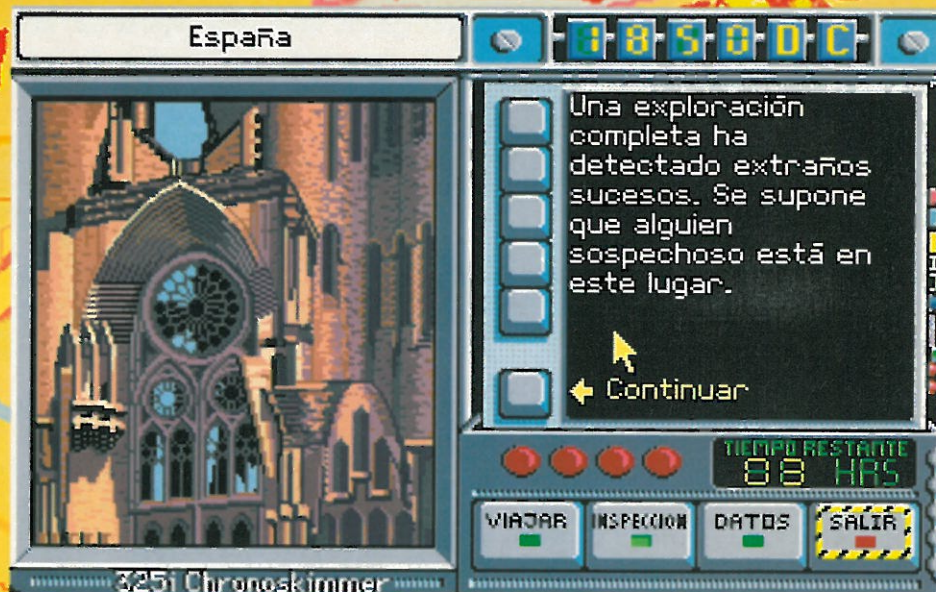 España
1850DC
Una exploración
completa ha
detectado extraños
sucesos. Se supone
que alguien
sospechoso está en
este lugar.
Continuar
TIEMPO RESTANTE
88 HRS
VIAJAR
INSPECCION
DATOS
SALIR
325i Chronoskimmer